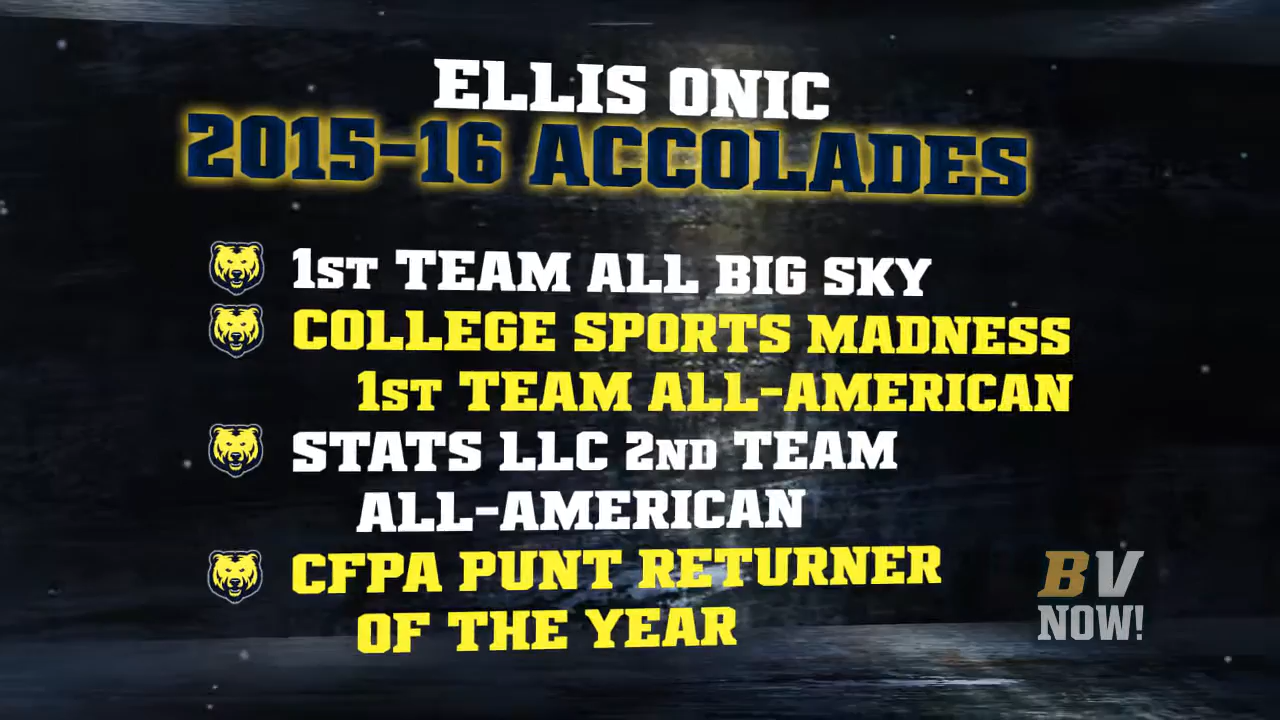 ELLIS ONIC
2015-16 ACCOLADES
1ST TEAM ALL BIG SKY
COLLEGE SPORTS MADNESS
1ST TEAM ALL-AMERICAN
STATS LLC 2ND TEAM
ALL-AMERICAN
CFPA PUNT RETURNER
OF THE YEAR
BV
NOW!